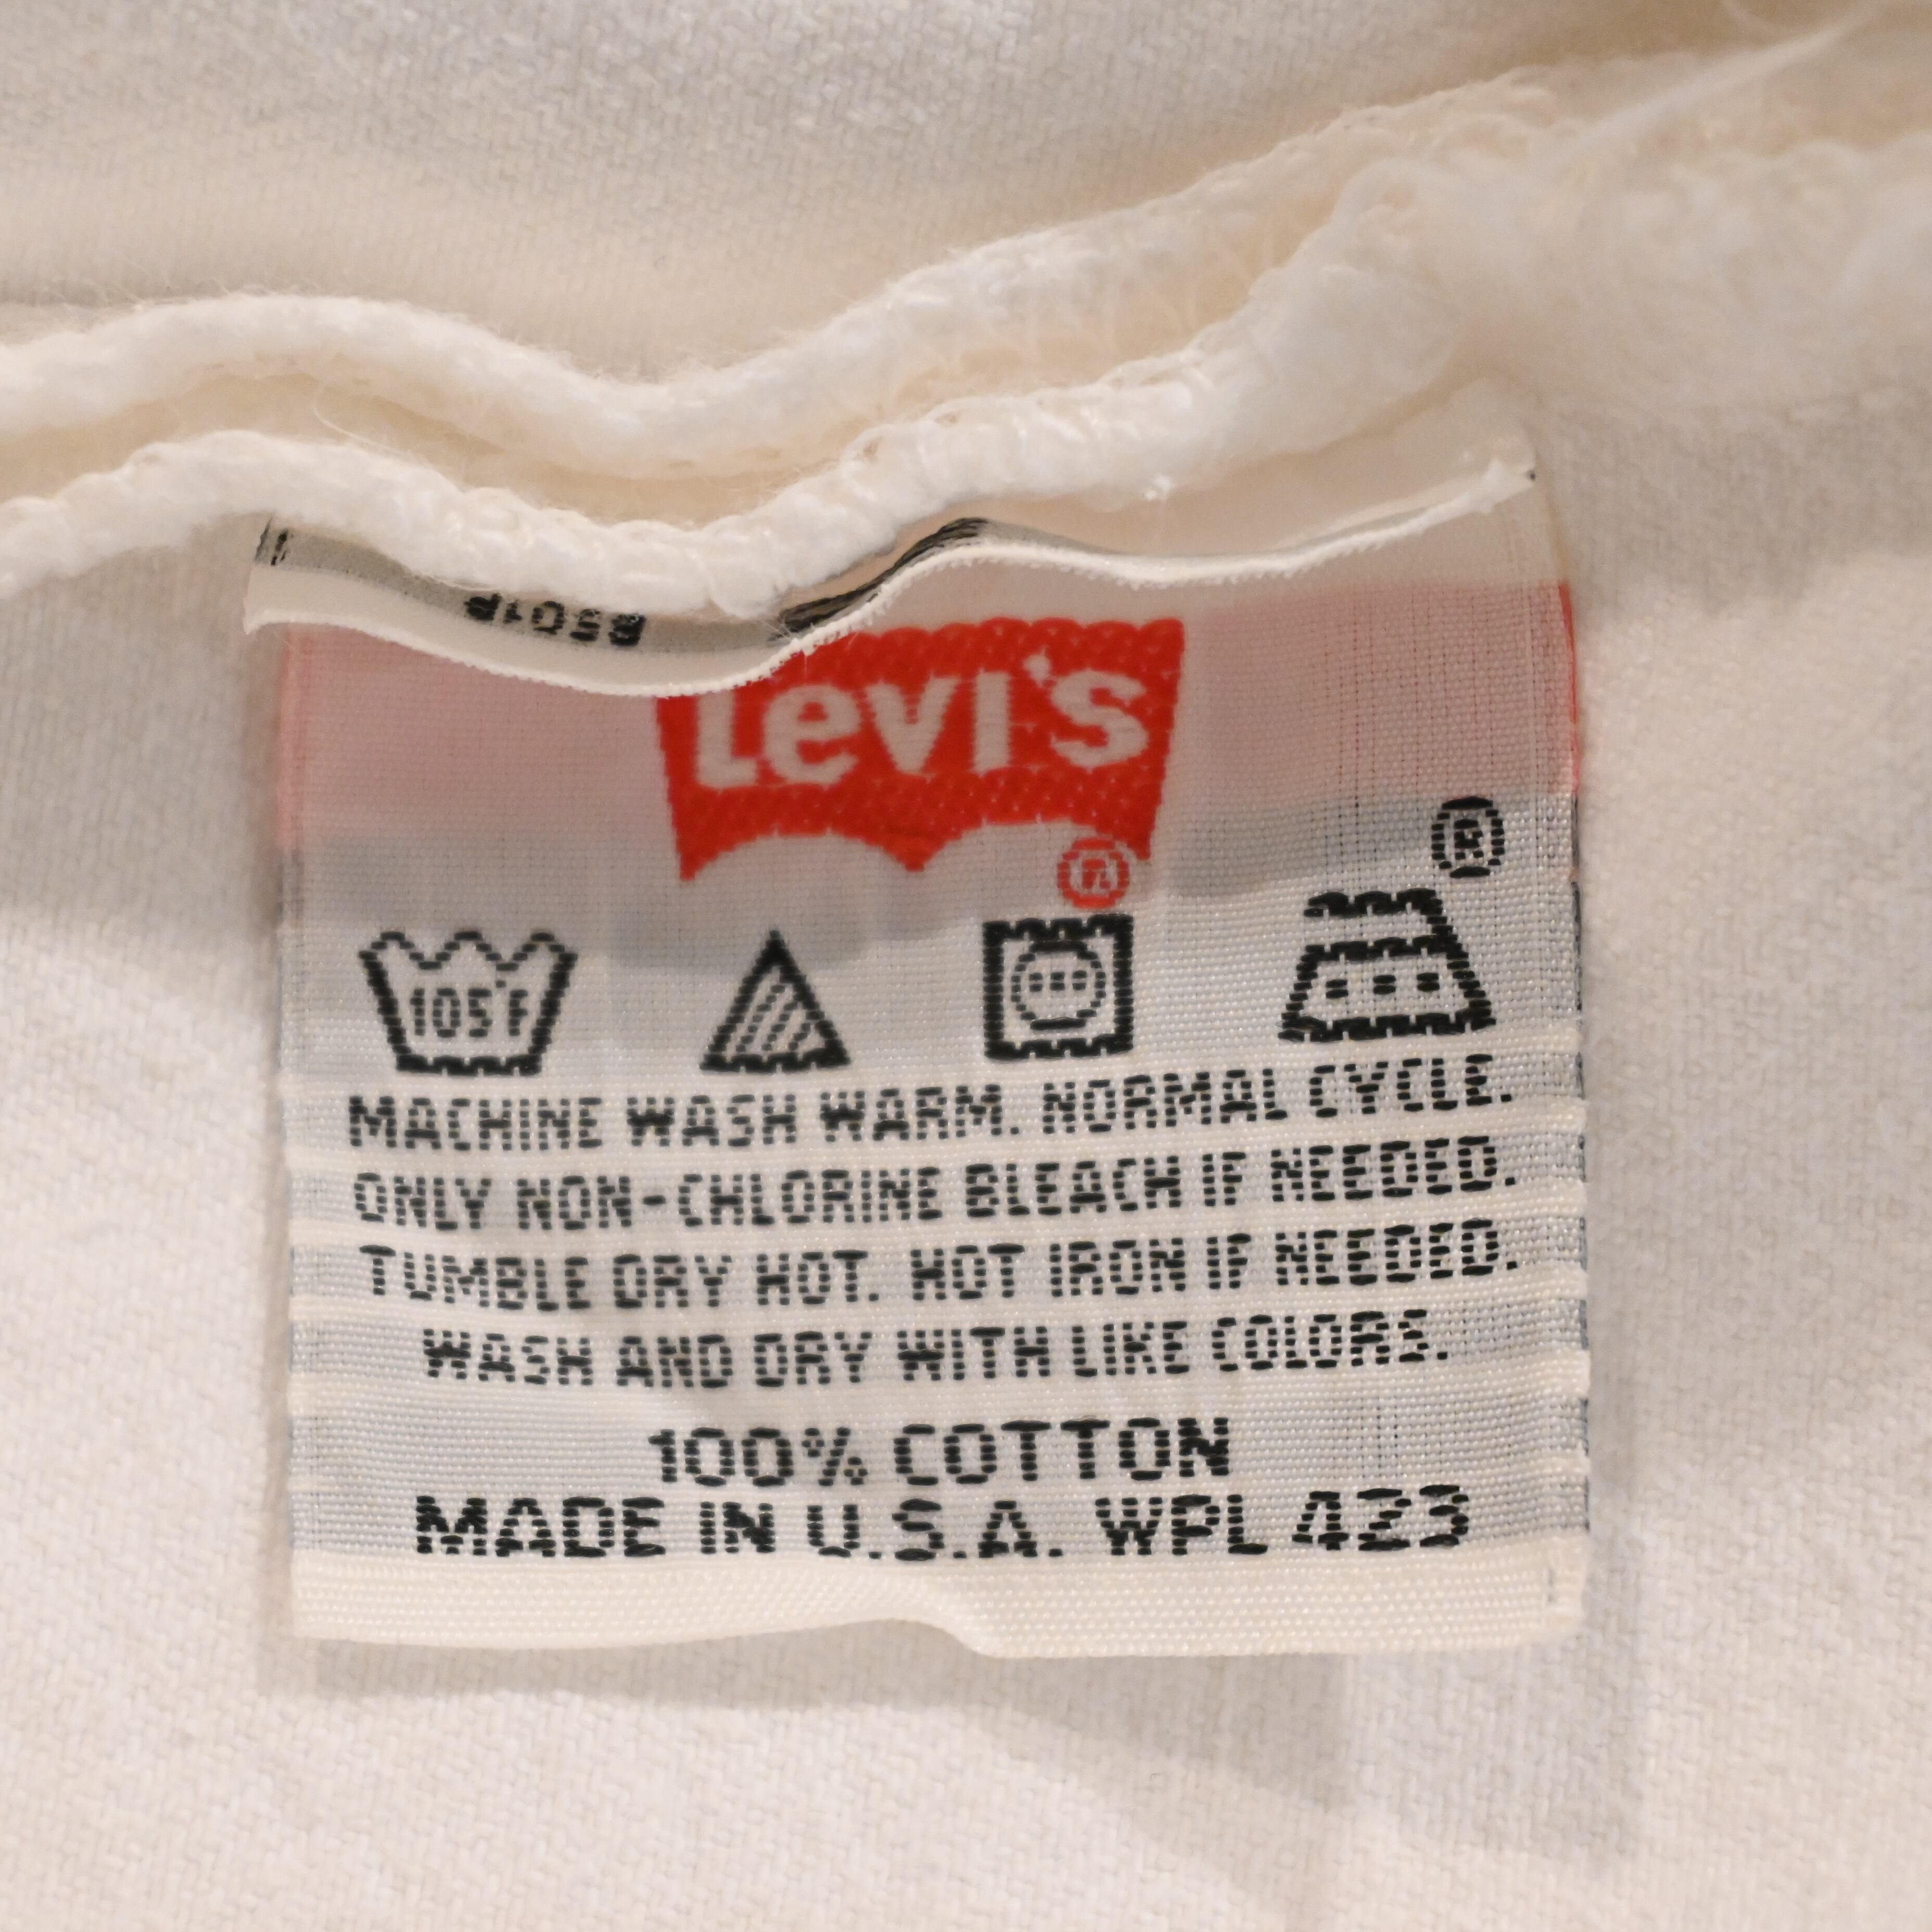 Levi's
®
®
105°F
MACHINE WASH WARM. NORMAL CYCLE.
ONLY NON-CHLORINE BLEACH IF NEEDED.
TUMBLE DRY HOT. HOT IRON IF NEEDED.
WASH AND DRY WITH LIKE COLORS.
100% COTTON
MADE IN U.S.A. WPL 423